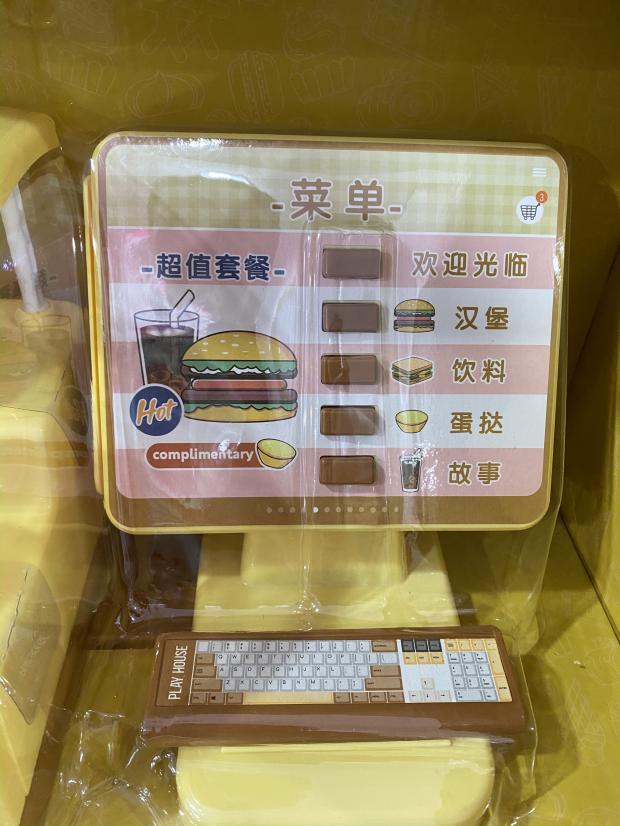 -菜单-
3
-超值套餐-
欢迎光临
汉堡
饮料
蛋挞
故事
Hot
complimentary
PLAY HOUSE
Q W E R T Y U I O P
A S D F G H J K L
Z X C V B N M